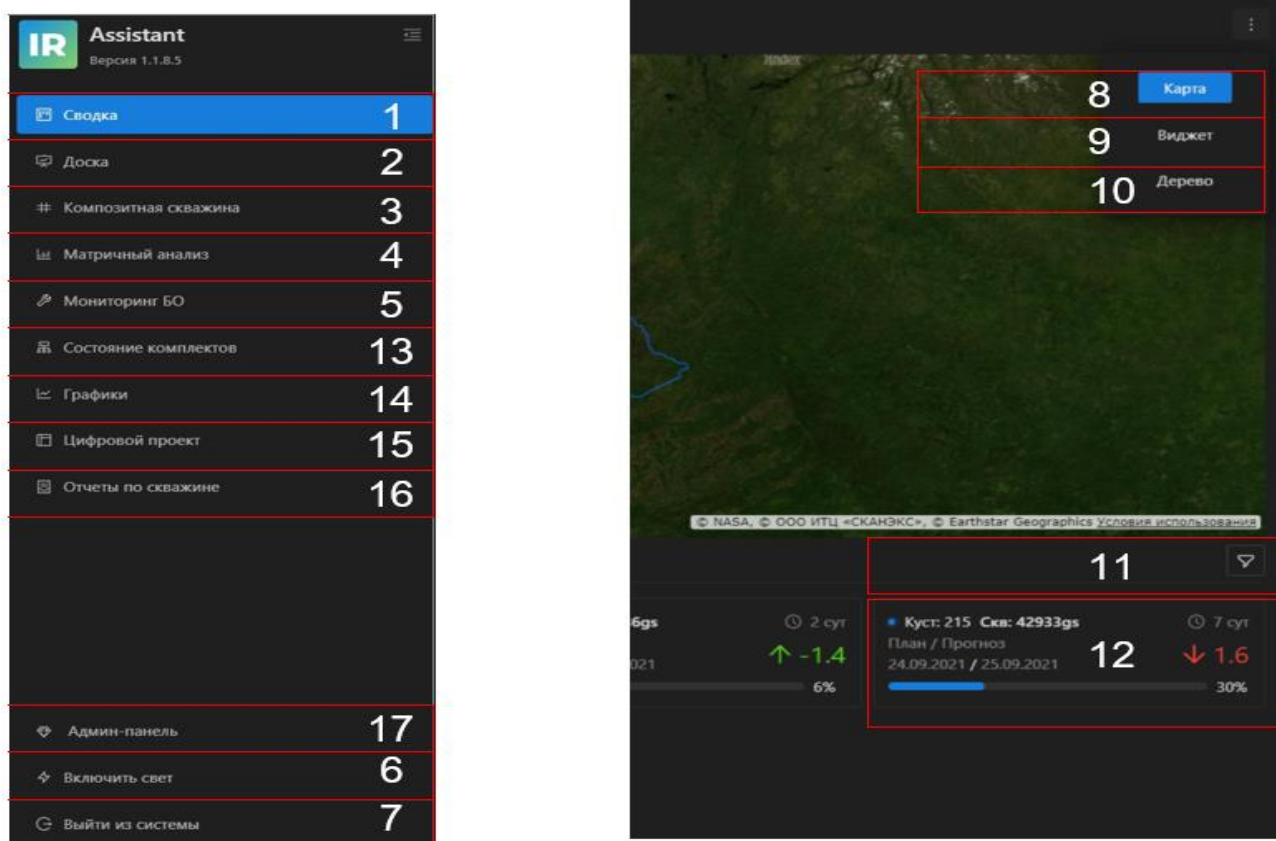 IR Assistant
Версия 1.1.8.5
Сводка 1
Доска 2
Композитная скважина 3
Матричный анализ 4
Мониторинг БО 5
Состояние комплектов 13
Графики 14
Цифровой проект 15
Отчеты по скважине 16
Админ-панель 17
Включить свет 6
Выйти из системы 7
8 Карта
9 Виджет
10 Дерево
© NASA, © ООО ИТЦ «СКАНЭКС», © Earthstar Geographics Условия использования
11
6gs 2 сут
-1.4
021
6%
Куст: 215 Скв: 42933gs 7 сут
План / Прогноз 12 1.6
24.09.2021 / 25.09.2021
30%